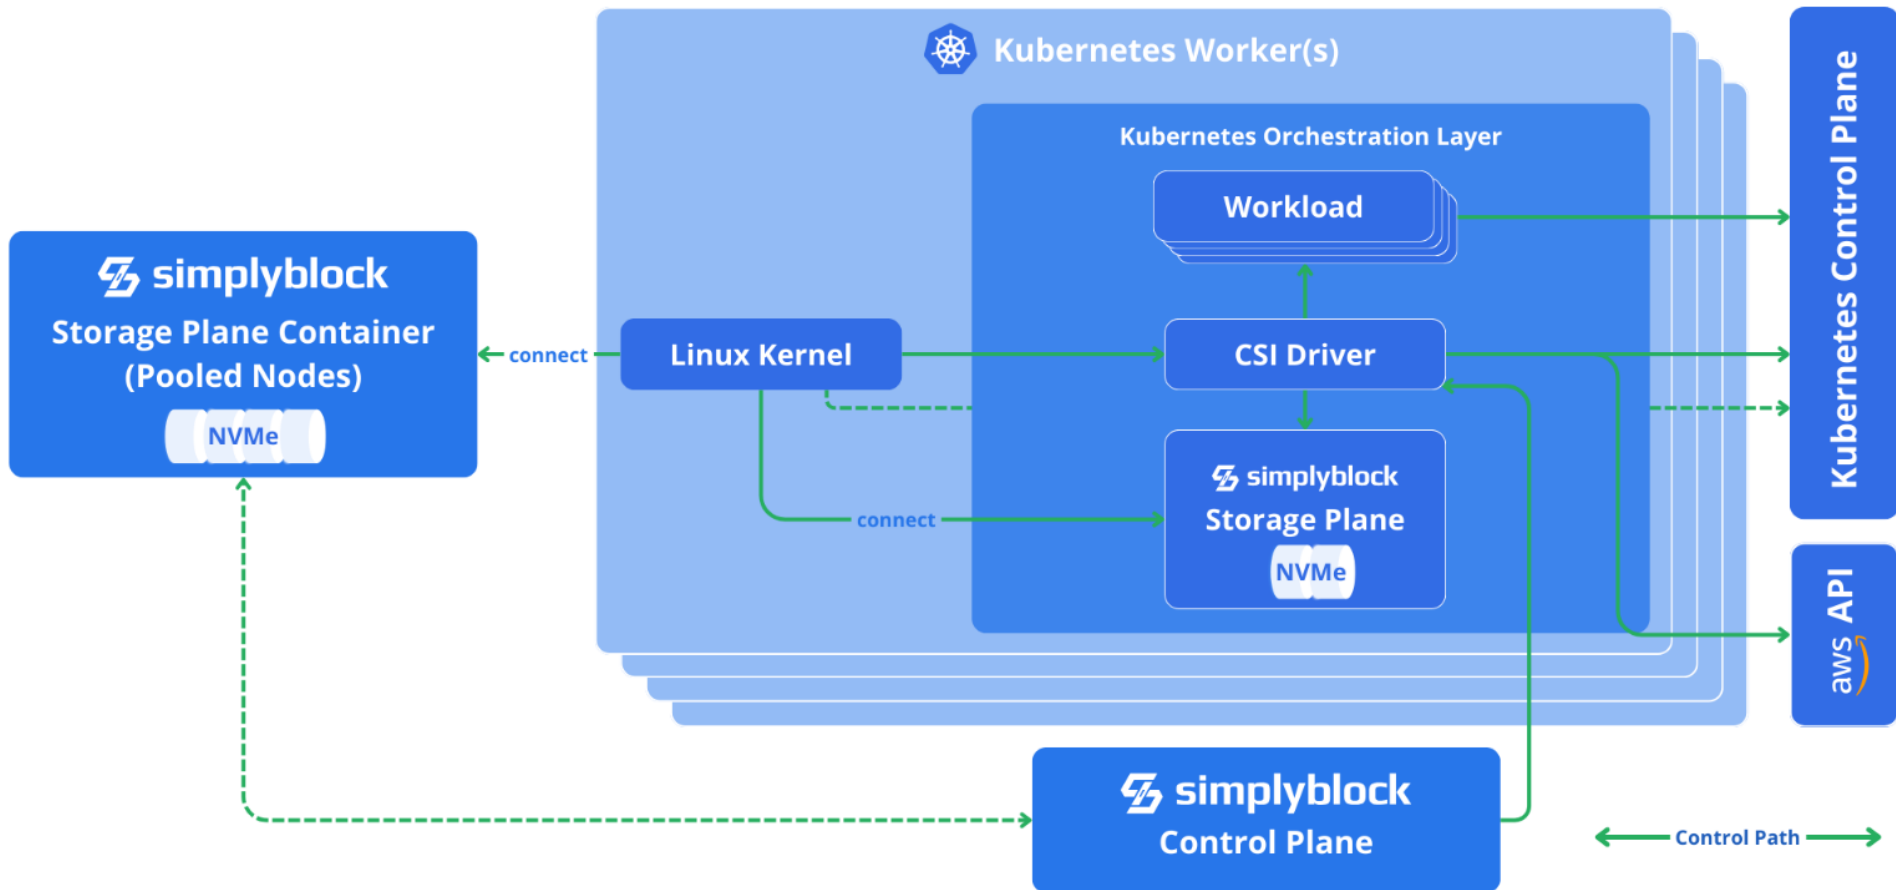 Kubernetes Worker(s)
Kubernetes Orchestration Layer
Workload
Kubernetes Control Plane
simplyblock
Storage Plane Container
(Pooled Nodes)
NVMe
connect
Linux Kernel
CSI Driver
connect
simplyblock
Storage Plane
NVMe
aws API
simplyblock
Control Plane
Control Path